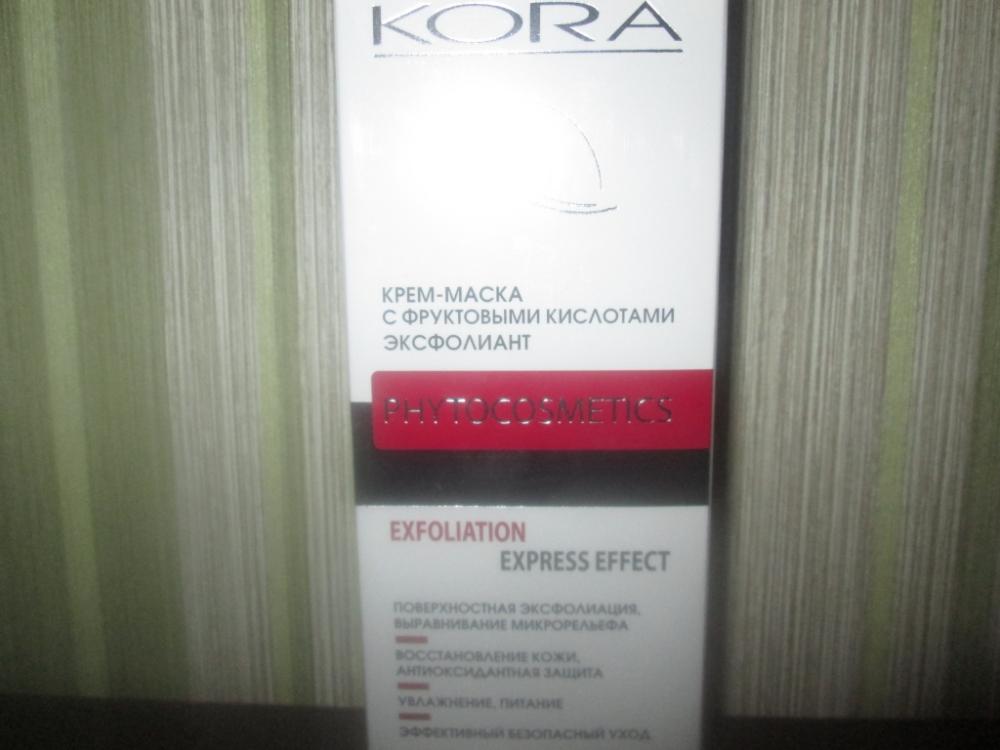 KORA
КРЕМ-МАСКА
С ФРУКТОВЫМИ КИСЛОТАМИ
ЭКСФОЛИАНТ
PHYTOCOSMETICS
EXFOLIATION
EXPRESS EFFECT
ПОВЕРХНОСТНАЯ ЭКСФОЛИАЦИЯ,
ВЫРАВНИВАНИЕ МИКРОРЕЛЬЕФА
ВОССТАНОВЛЕНИЕ КОЖИ,
АНТИОКСИДАНТНАЯ ЗАЩИТА
УВЛАЖНЕНИЕ, ПИТАНИЕ
ЭФФЕКТИВНЫЙ БЕЗОПАСНЫЙ УХОД